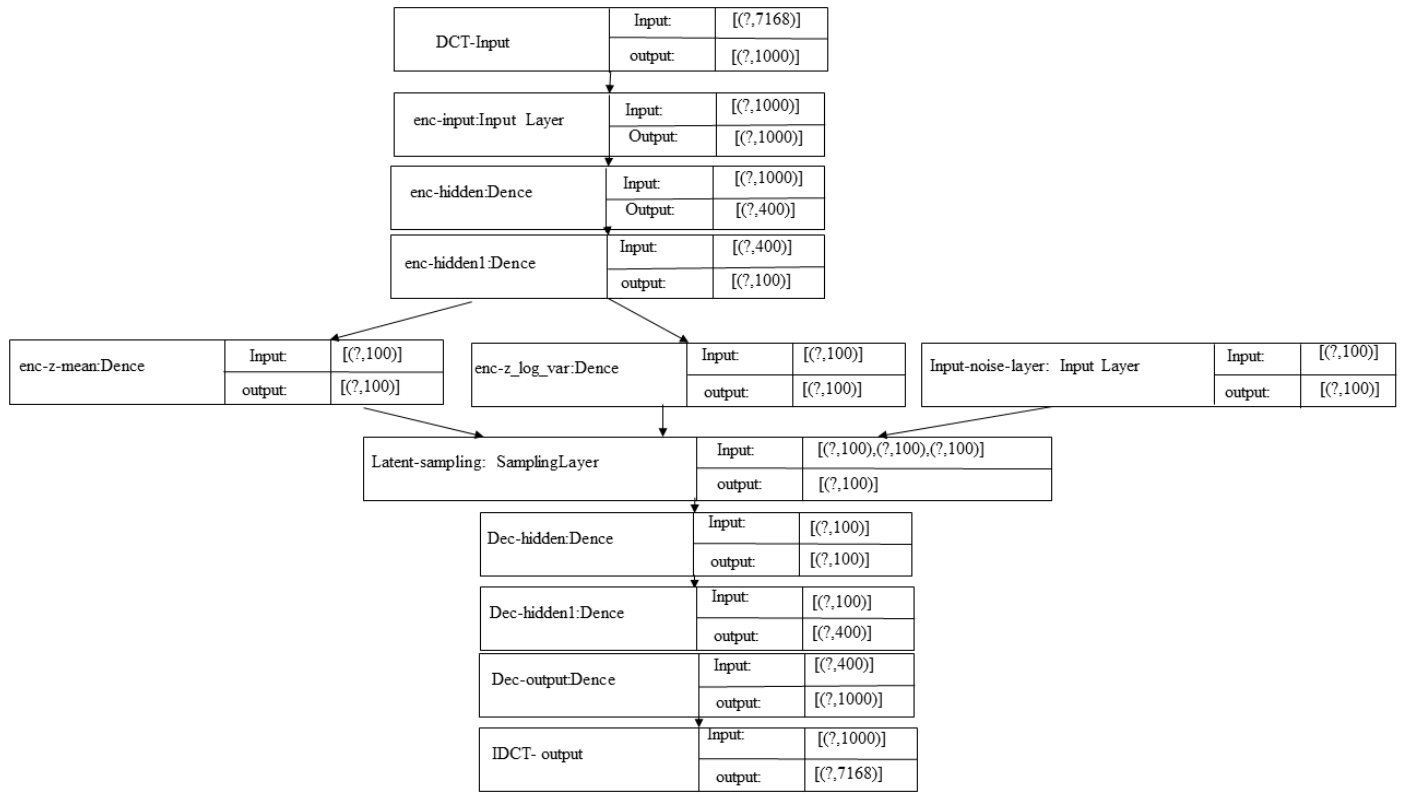 DCT-Input
Input: [(?,7168)]
output: [(?,1000)]
enc-input:Input Layer
Input: [(?,1000)]
Output: [(?,1000)]
enc-hidden:Dence
Input: [(?,1000)]
Output: [(?,400)]
enc-hidden1:Dence
Input: [(?,400)]
output: [(?,100)]
enc-z-mean:Dence
Input: [(?,100)]
output: [(?,100)]
enc-z_log_var:Dence
Input: [(?,100)]
output: [(?,100)]
Input-noise-layer: Input Layer
Input: [(?,100)]
output: [(?,100)]
Latent-sampling: SamplingLayer
Input: [(?,100),(?,100),(?,100)]
output: [(?,100)]
Dec-hidden:Dence
Input: [(?,100)]
output: [(?,100)]
Dec-hidden1:Dence
Input: [(?,100)]
output: [(?,400)]
Dec-output:Dence
Input: [(?,400)]
output: [(?,1000)]
IDCT- output
Input: [(?,1000)]
output: [(?,7168)]